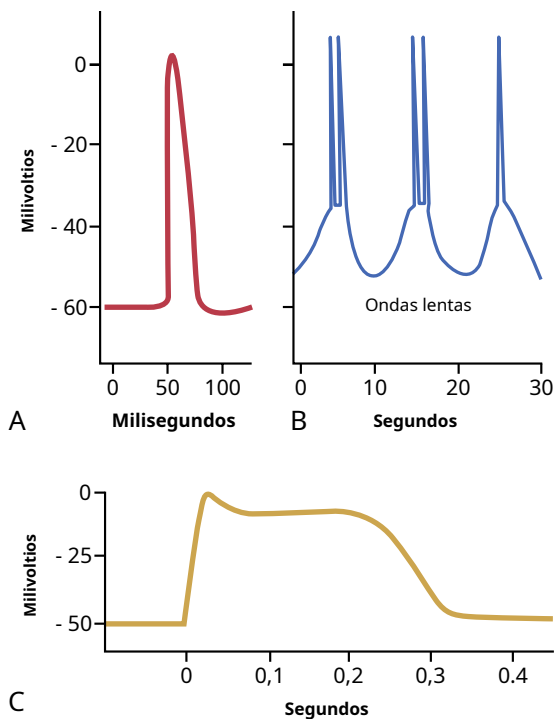 Milivoltios
0
- 20
- 40
- 60
0 50 100
Milisegundos
A
Ondas lentas
0 10 20 30
Segundos
B
Milivoltios
0
- 25
- 50
0 0,1 0,2 0,3 0.4
Segundos
C